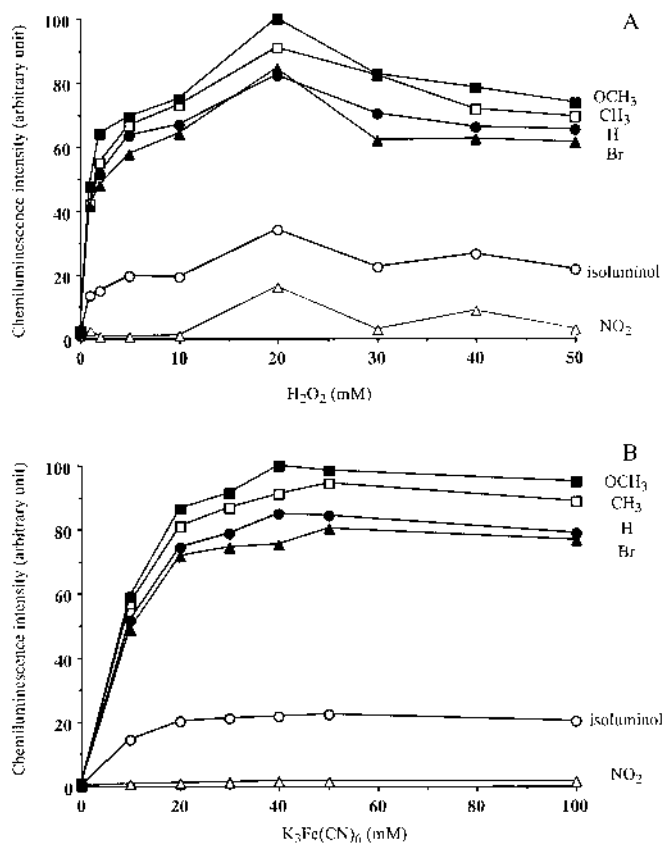 A
Chemiluminescence intensity (arbitrary unit)
100
80
60
40
20
0
OCH3
CH3
H
Br
isoluminol
NO2
0 10 20 30 40 50
H2O2 (mM)
B
Chemiluminescence intensity (arbitrary unit)
100
80
60
40
20
0
OCH3
CH3
H
Br
isoluminol
NO2
0 20 40 60 80 100
K3Fe(CN)6 (mM)